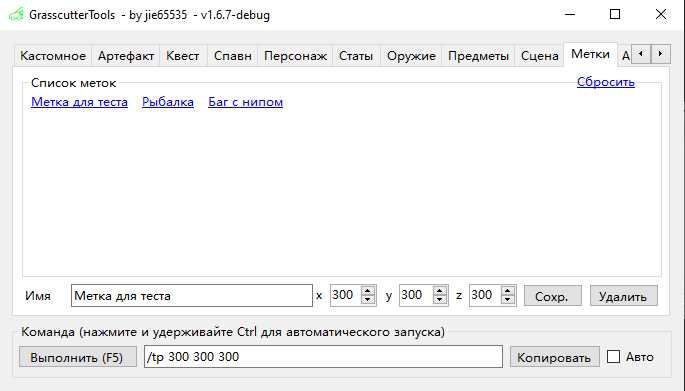 GrasscutterTools - by jie65535 - v1.6.7-debug
Кастомное Артефакт Квест Спавн Персонаж Статы Оружие Предметы Сцена Метки А
Список меток Сбросить
Метка для теста Рыбалка Баг с нипом
Имя Метка для теста x 300 y 300 z 300 Сохр. Удалить
Команда (нажмите и удерживайте Ctrl для автоматического запуска)
Выполнить (F5) /tp 300 300 300 Копировать Авто